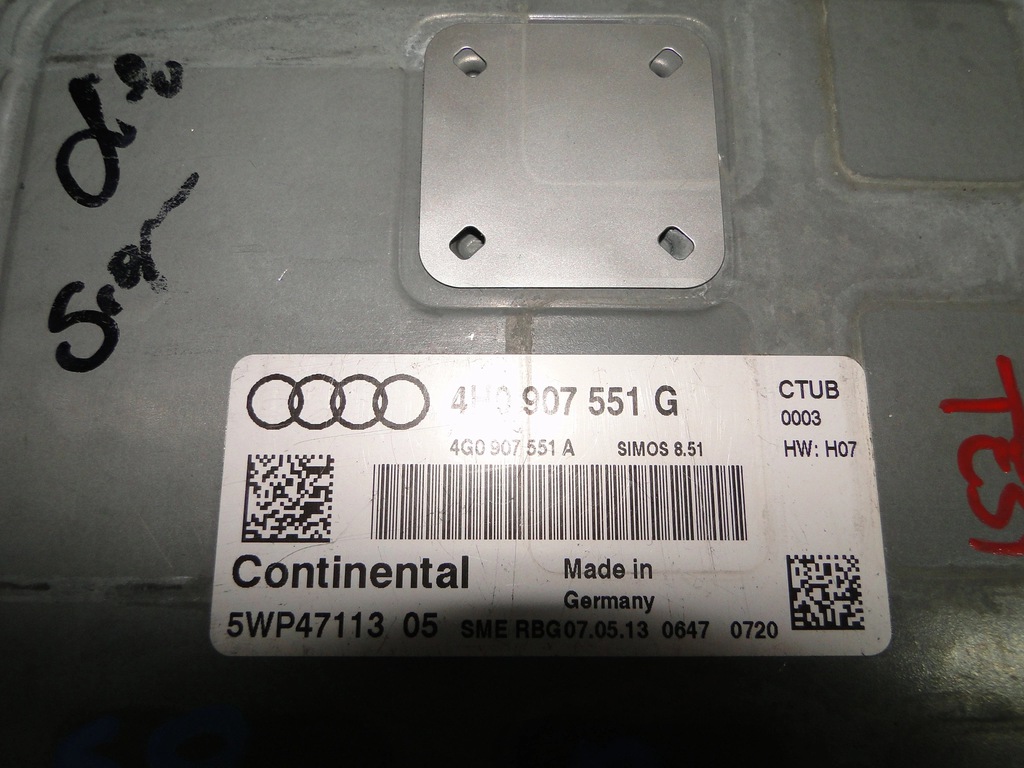 4H0 907 551 G
CTUB
0003
4G0 907 551 A SIMOS 8.51
HW: H07
Continental
Made in
Germany
5WP47113 05 SME RBG07.05.13 0647 0720
TEST